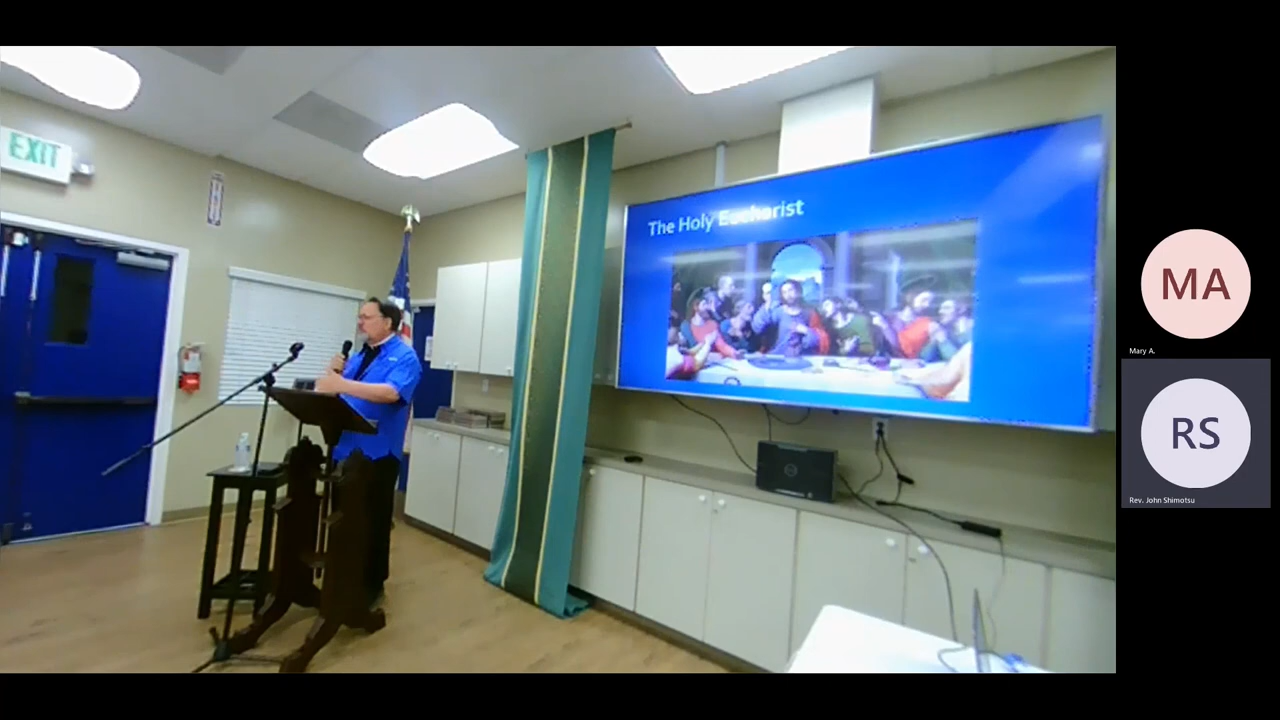 EXIT
The Holy Eucharist
MA
Mary A.
RS
Rev. John Shimotsu